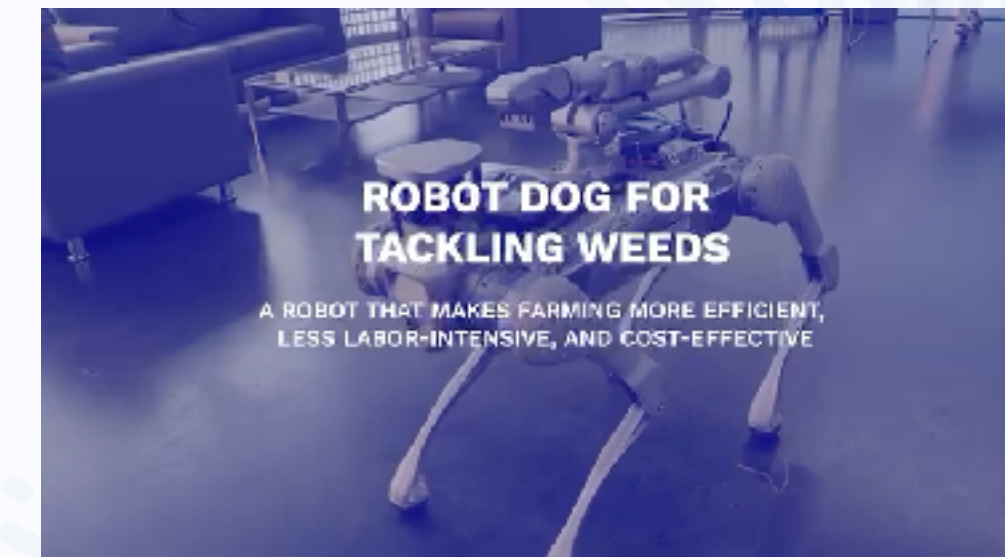 ROBOT DOG FOR
TACKLING WEEDS
A ROBOT THAT MAKES FARMING MORE EFFICIENT,
LESS LABOR-INTENSIVE, AND COST-EFFECTIVE